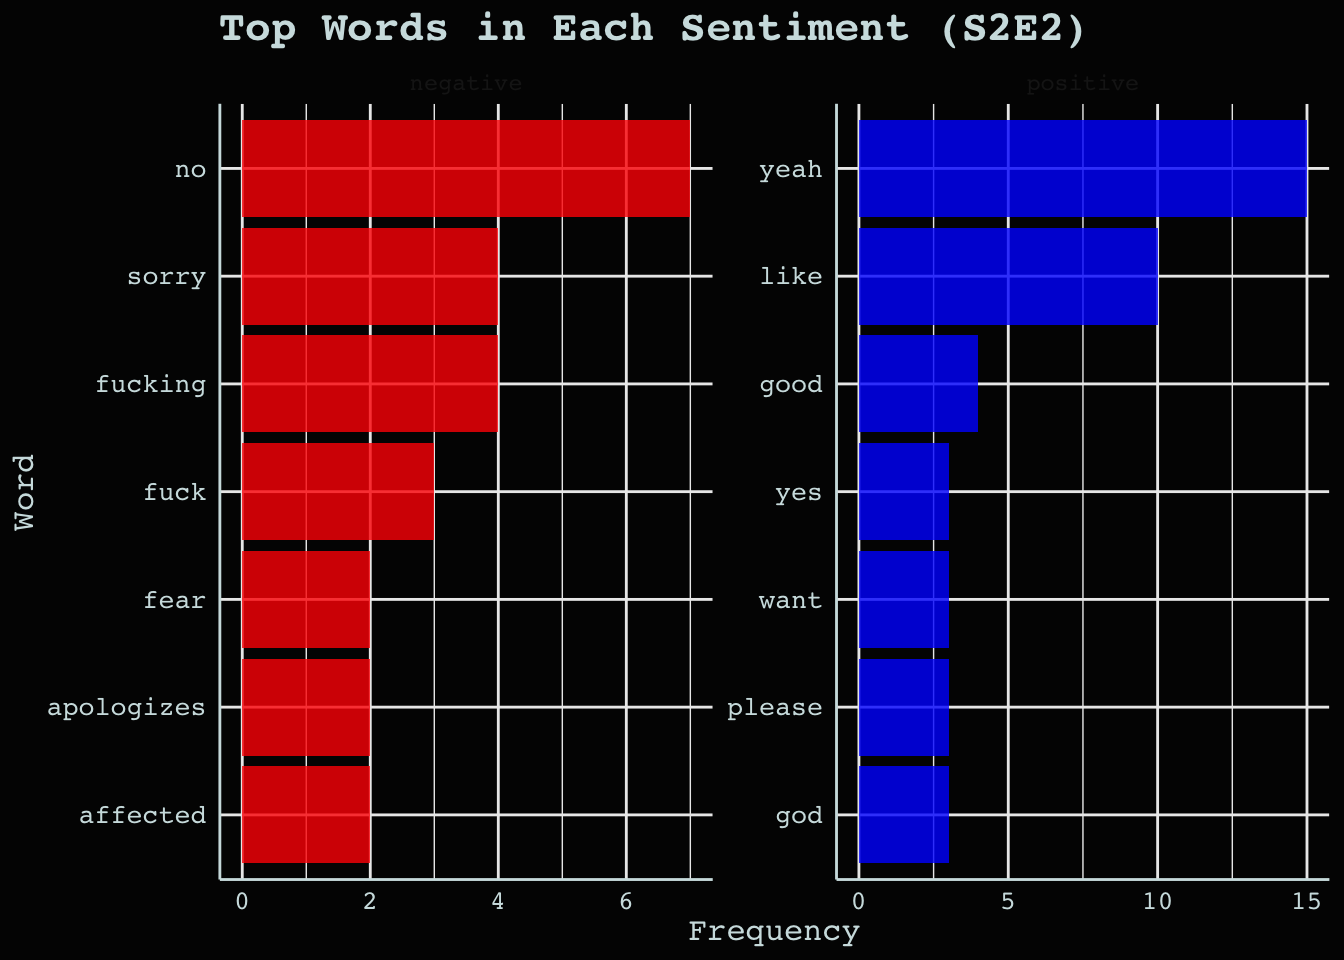 Top Words in Each Sentiment (S2E2)
negative
positive
Word
no
sorry
fucking
fuck
fear
apologizes
affected
0 2 4 6
yeah
like
good
yes
want
please
god
0 5 10 15
Frequency